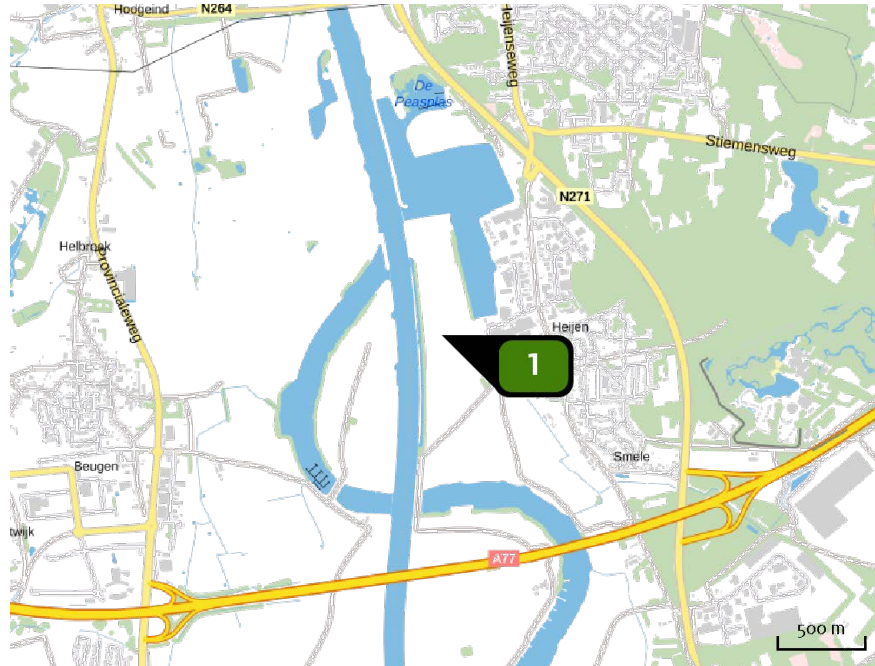 Hoogeind
N264
Heijenseweg
De
Peasplas
Stiemensweg
N271
Helbroek
Provincialeweg
Heijen
1
Smele
Beugen
twijk
A77
500 m